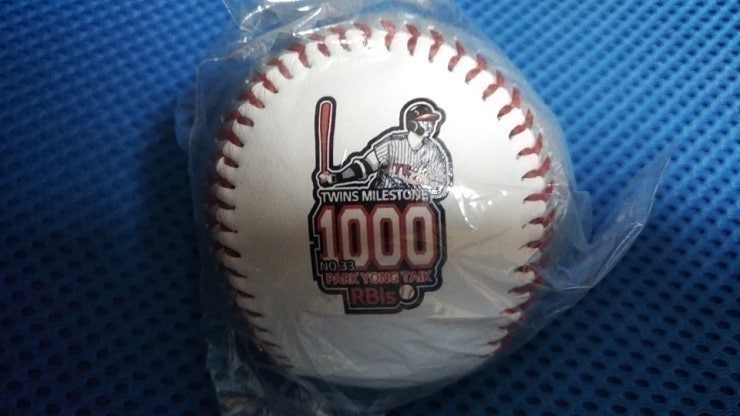 TWINS MILESTONE
1000
NO.33
PARK YONG TAIK
RBIs